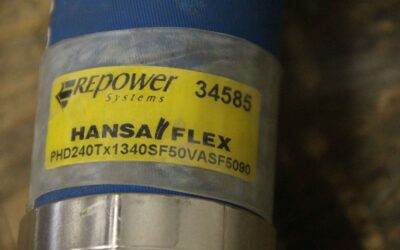 REPOWER 34585
Systems
HANSA FLEX
PHD240Tx1340SF50VASF5090